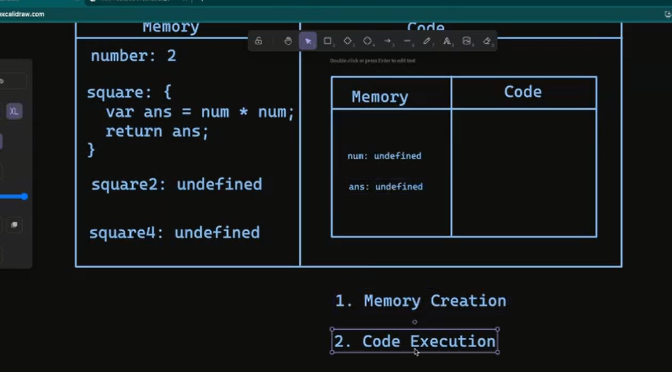 excalidraw.com
Memory
Code
number: 2
square: {
var ans = num * num;
return ans;
}
square2: undefined
square4: undefined
Double-click or press Enter to edit text
Memory
Code
num: undefined
ans: undefined
XL
1. Memory Creation
2. Code Execution